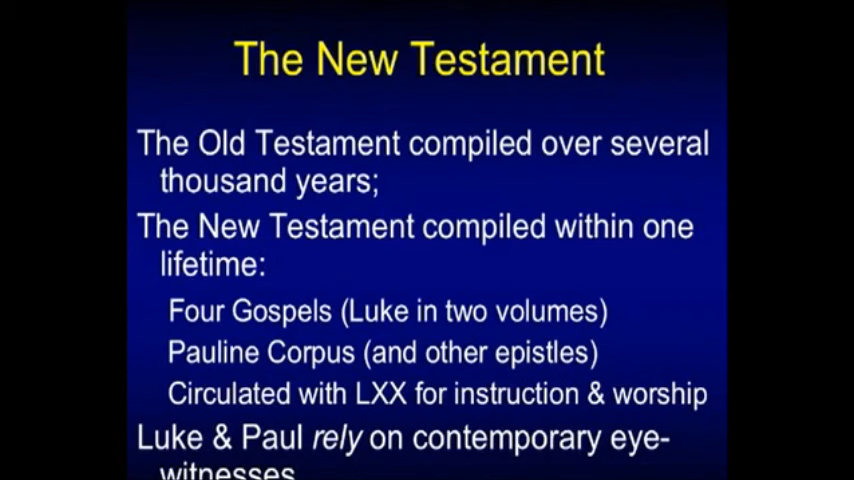 The New Testament
The Old Testament compiled over several
thousand years;
The New Testament compiled within one
lifetime:
Four Gospels (Luke in two volumes)
Pauline Corpus (and other epistles)
Circulated with LXX for instruction & worship
Luke & Paul rely on contemporary eye-
witnesses